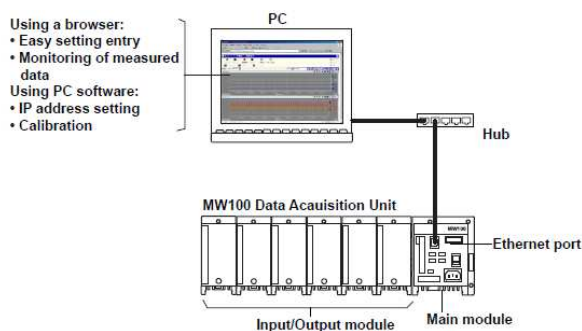 Using a browser:
• Easy setting entry
• Monitoring of measured
data
Using PC software:
• IP address setting
• Calibration
PC
Hub
MW100 Data Acauisition Unit
MW100
Ethernet port
Input/Output module
Main module